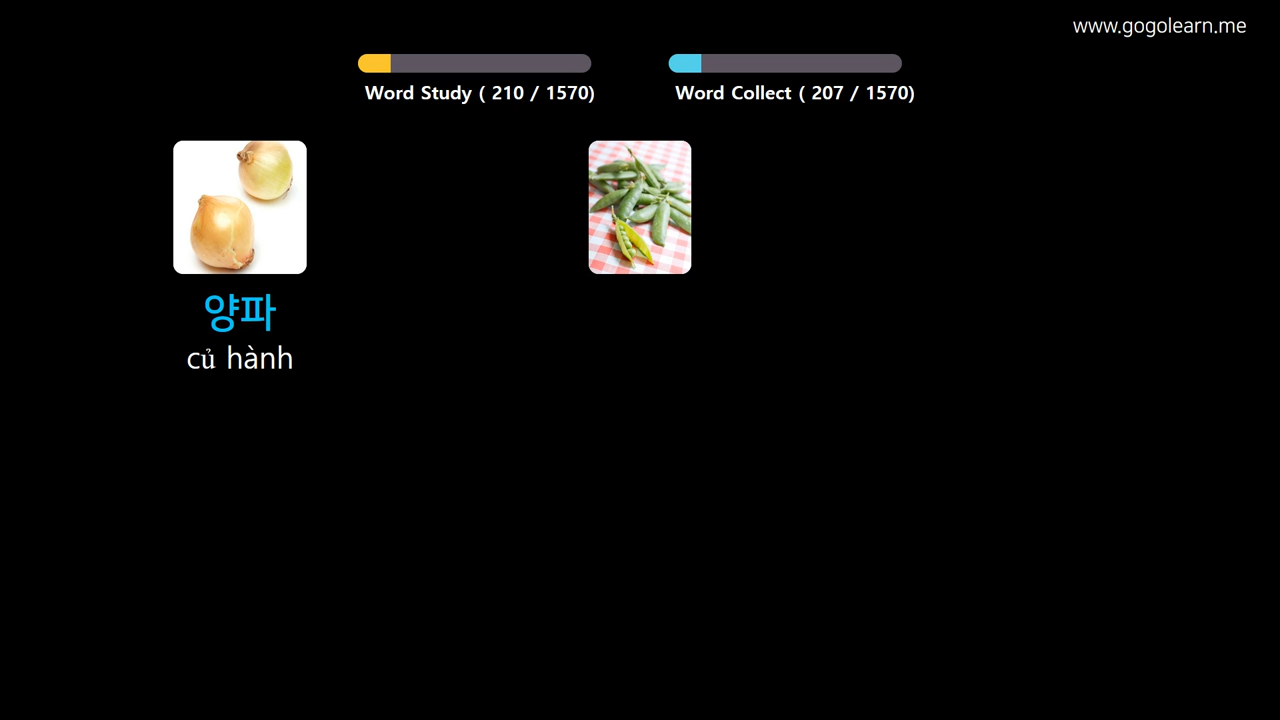 www.gogolearn.me
Word Study ( 210 / 1570)
Word Collect ( 207 / 1570)
양파
củ hành